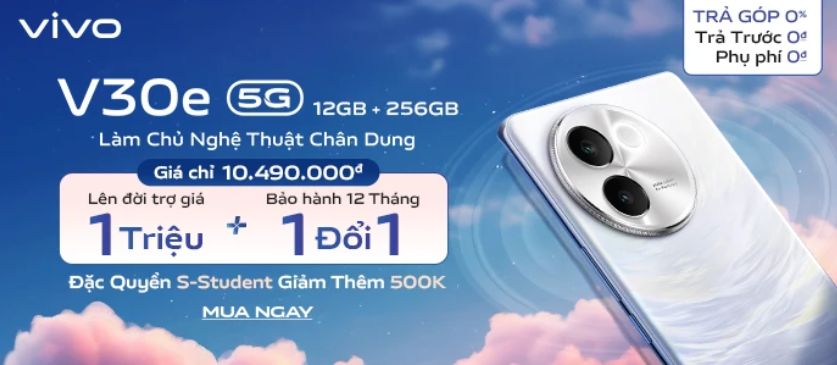 vivo
TRẢ GÓP 0%
Trả Trước 0đ
Phụ phí 0đ
V30e 5G 12GB + 256GB
Làm Chủ Nghệ Thuật Chân Dung
Giá chỉ 10.490.000đ
Lên đời trợ giá
1 Triệu
+
Bảo hành 12 Tháng
1 Đổi 1
Đặc Quyền S-Student Giảm Thêm 500K
MUA NGAY